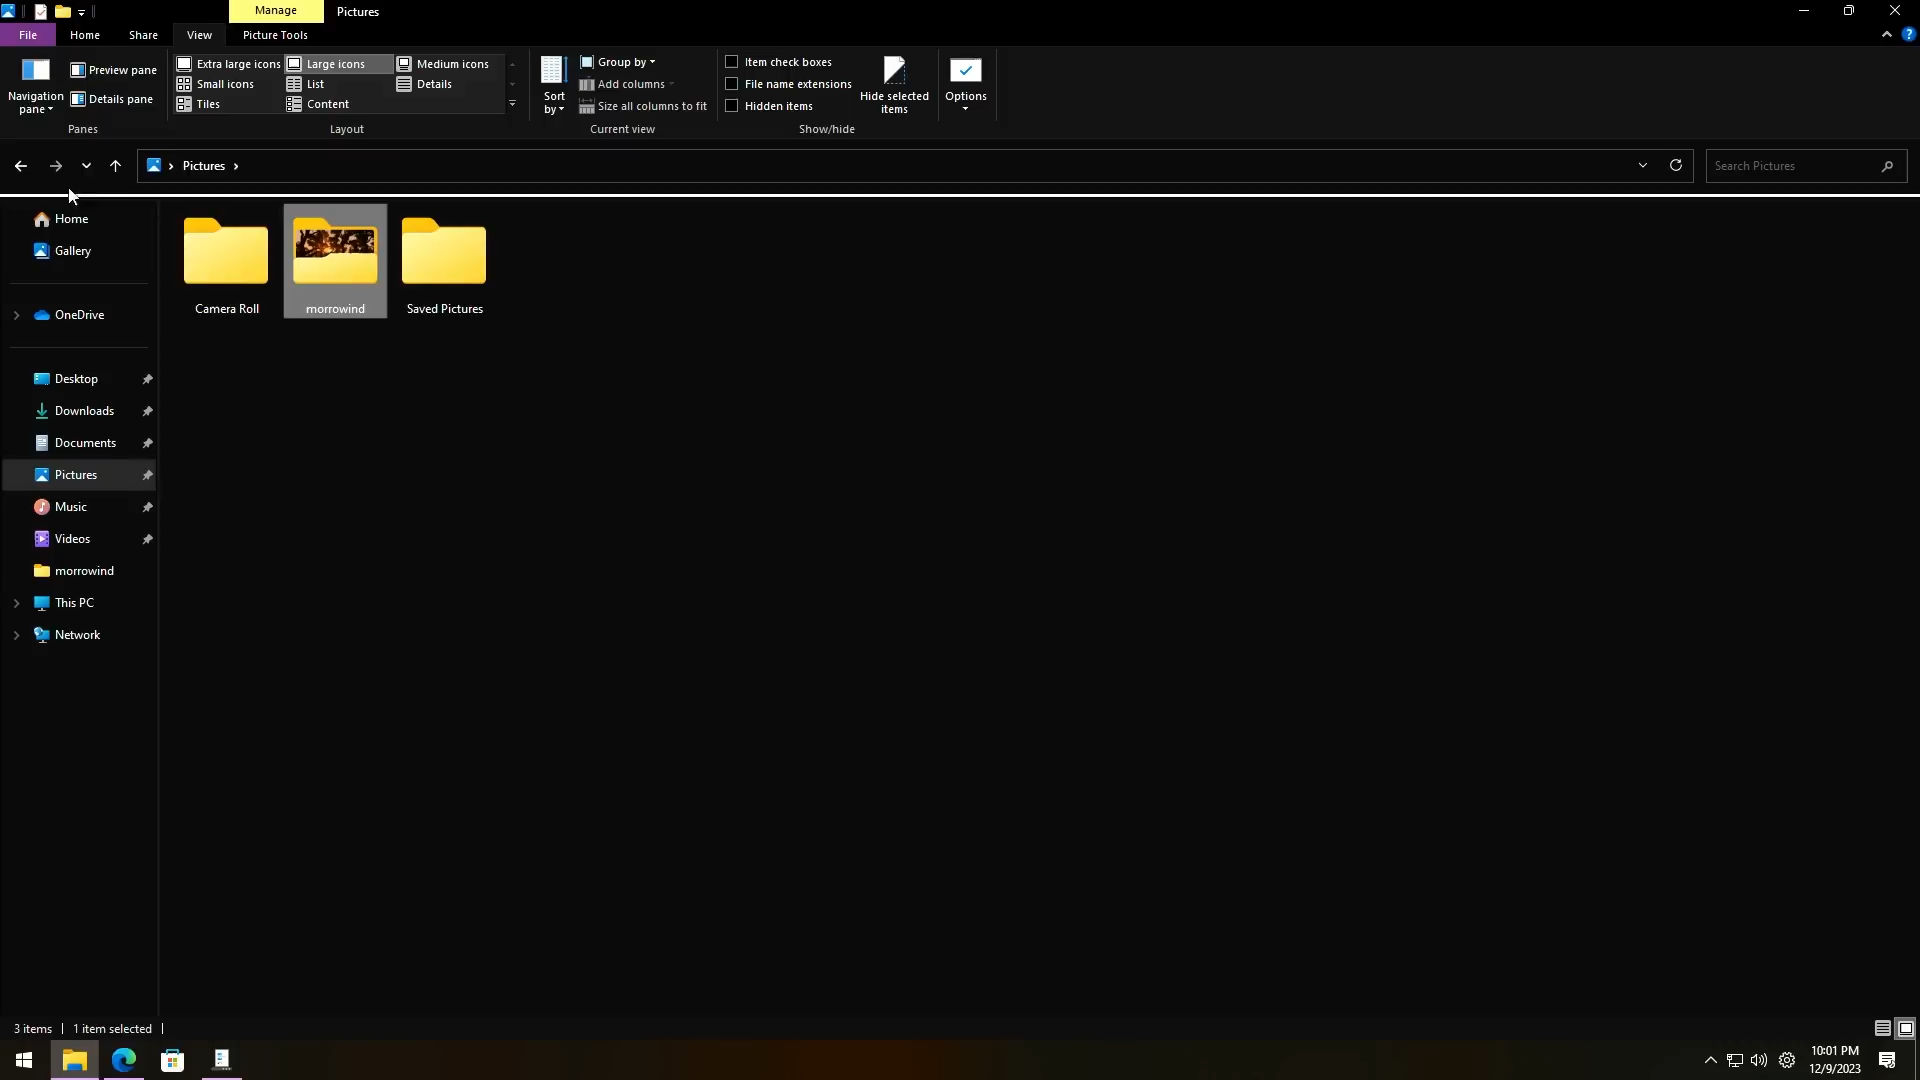 Manage
Pictures
File
Home
Share
View
Picture Tools
Navigation
pane
Preview pane
Details pane
Panes
Extra large icons
Large icons
Medium icons
Small icons
List
Details
Tiles
Content
Layout
Sort
by
Group by
Add columns
Size all columns to fit
Current view
Item check boxes
File name extensions
Hidden items
Hide selected
items
Show/hide
Options
Pictures
Search Pictures
Home
Gallery
OneDrive
Desktop
Downloads
Documents
Pictures
Music
Videos
morrowind
This PC
Network
Camera Roll
morrowind
Saved Pictures
3 items
1 item selected
10:01 PM
12/9/2023